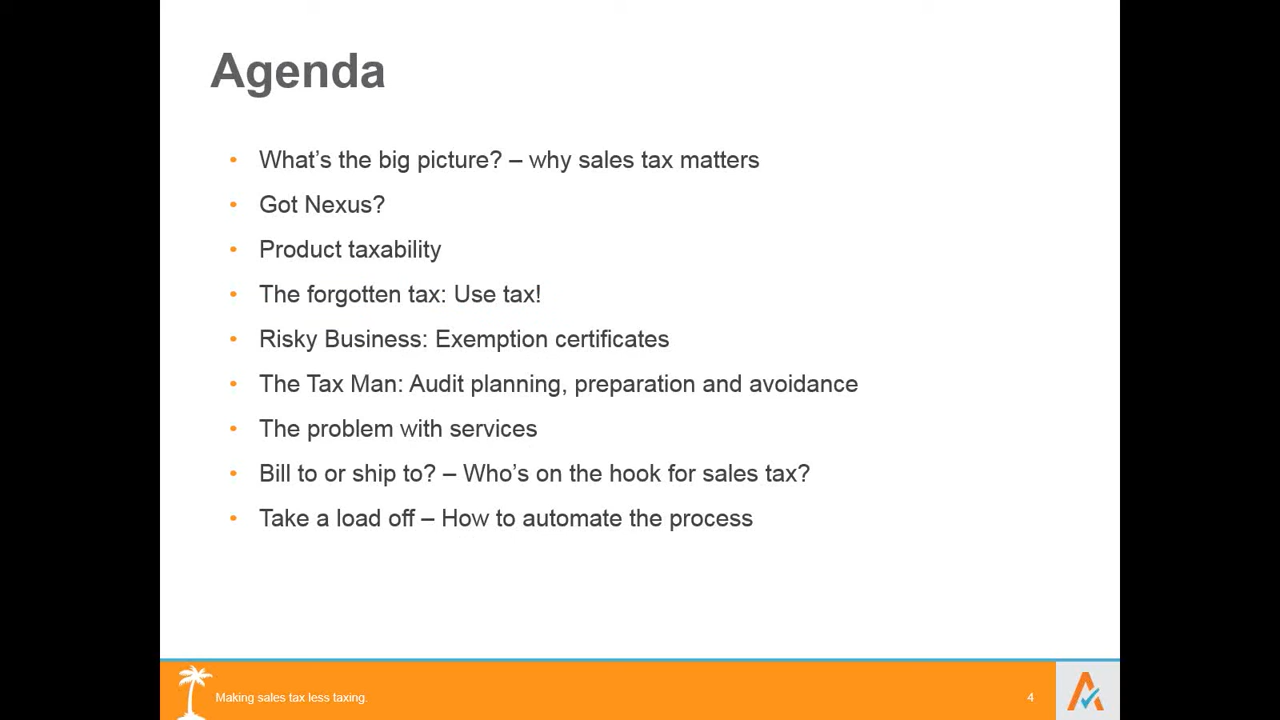 Agenda
• What’s the big picture? – why sales tax matters
• Got Nexus?
• Product taxability
• The forgotten tax: Use tax!
• Risky Business: Exemption certificates
• The Tax Man: Audit planning, preparation and avoidance
• The problem with services
• Bill to or ship to? – Who’s on the hook for sales tax?
• Take a load off – How to automate the process
Making sales tax less taxing.
4